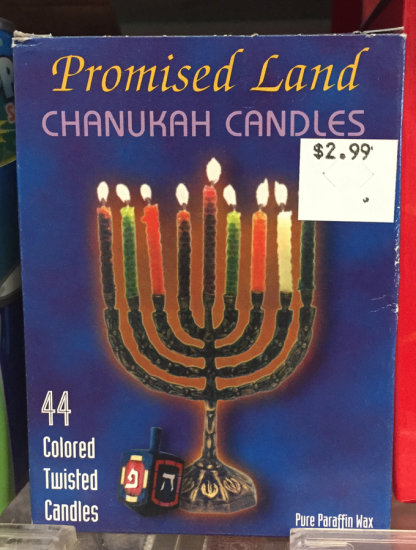 Promised Land
CHANUKAH CANDLES
$2.99
44
Colored
Twisted
Candles
פ
ה
Pure Paraffin Wax